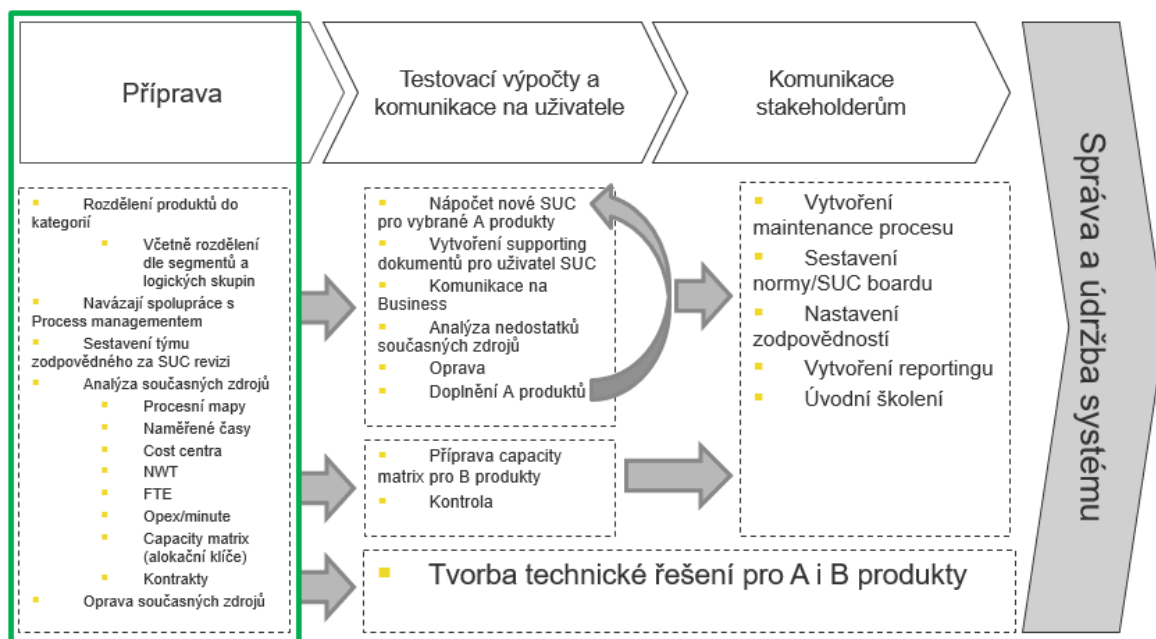 Příprava
Testovací výpočty a
komunikace na uživatele
Komunikace
stakeholderům
Správa a údržba systému
Rozdělení produktů do
kategorií
Včetně rozdělení
dle segmentů a
logických skupin
Navázají spolupráce s
Process managementem
Sestavení týmu
zodpovědného za SUC revizi
Analýza současných zdrojů
Procesní mapy
Naměřené časy
Cost centra
NWT
FTE
Opex/minute
Capacity matrix
(alokační klíče)
Kontrakty
Oprava současných zdrojů
Nápočet nové SUC
pro vybrané A produkty
Vytvoření supporting
dokumentů pro uživatel SUC
Komunikace na
Business
Analýza nedostatků
současných zdrojů
Oprava
Doplnění A produktů
Příprava capacity
matrix pro B produkty
Kontrola
Vytvoření
maintenance procesu
Sestavení
normy/SUC boardu
Nastavení
zodpovědností
Vytvoření reportingu
Úvodní školení
Tvorba technické řešení pro A i B produkty